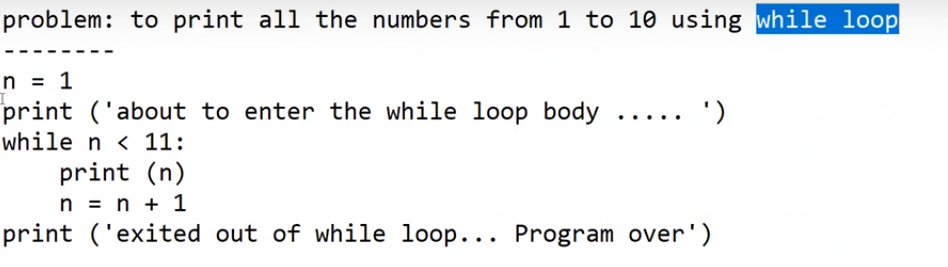 problem: to print all the numbers from 1 to 10 using while loop
--------
n = 1
print ('about to enter the while loop body ..... ')
while n < 11:
    print (n)
    n = n + 1
print ('exited out of while loop... Program over')